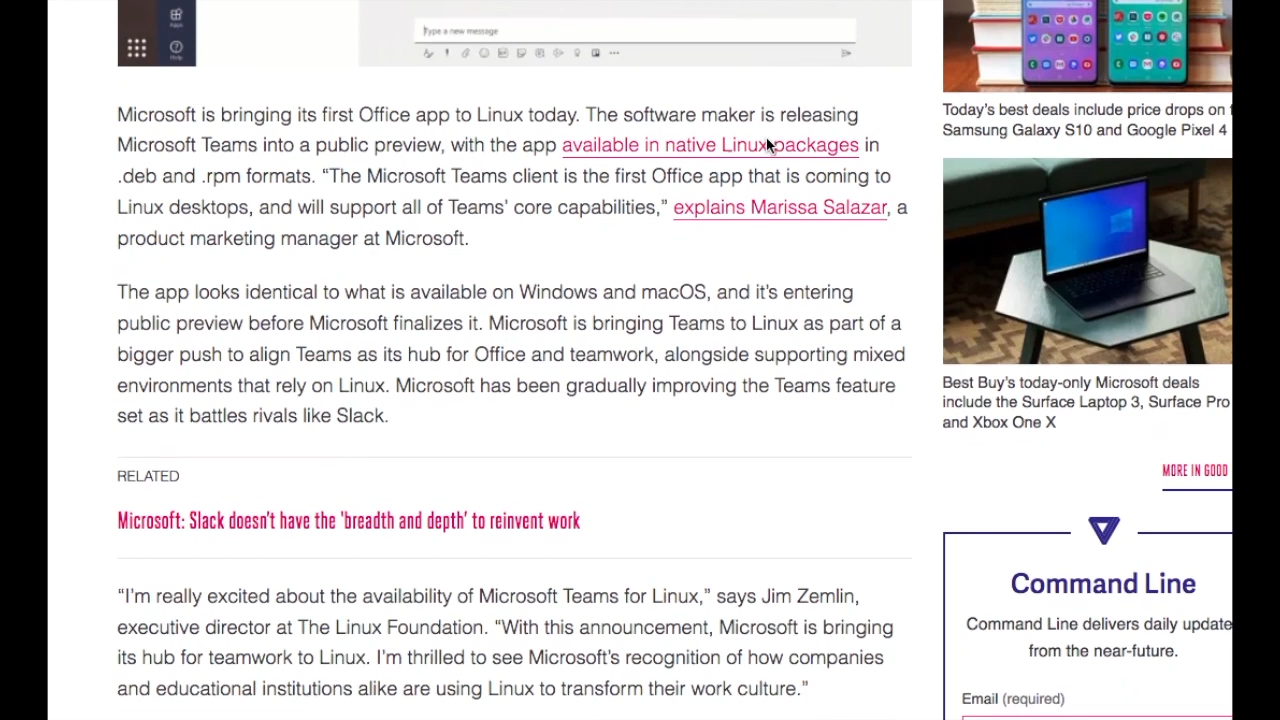 Apps
Help
Type a new message
Microsoft is bringing its first Office app to Linux today. The software maker is releasing
Microsoft Teams into a public preview, with the app available in native Linux packages in
.deb and .rpm formats. “The Microsoft Teams client is the first Office app that is coming to
Linux desktops, and will support all of Teams' core capabilities,” explains Marissa Salazar, a
product marketing manager at Microsoft.
The app looks identical to what is available on Windows and macOS, and it’s entering
public preview before Microsoft finalizes it. Microsoft is bringing Teams to Linux as part of a
bigger push to align Teams as its hub for Office and teamwork, alongside supporting mixed
environments that rely on Linux. Microsoft has been gradually improving the Teams feature
set as it battles rivals like Slack.
RELATED
Microsoft: Slack doesn’t have the ‘breadth and depth’ to reinvent work
“I’m really excited about the availability of Microsoft Teams for Linux,” says Jim Zemlin,
executive director at The Linux Foundation. “With this announcement, Microsoft is bringing
its hub for teamwork to Linux. I’m thrilled to see Microsoft’s recognition of how companies
and educational institutions alike are using Linux to transform their work culture.”
Today’s best deals include price drops on
Samsung Galaxy S10 and Google Pixel 4
Best Buy’s today-only Microsoft deals
include the Surface Laptop 3, Surface Pro
and Xbox One X
MORE IN GOOD
Command Line
Command Line delivers daily update
from the near-future.
Email (required)